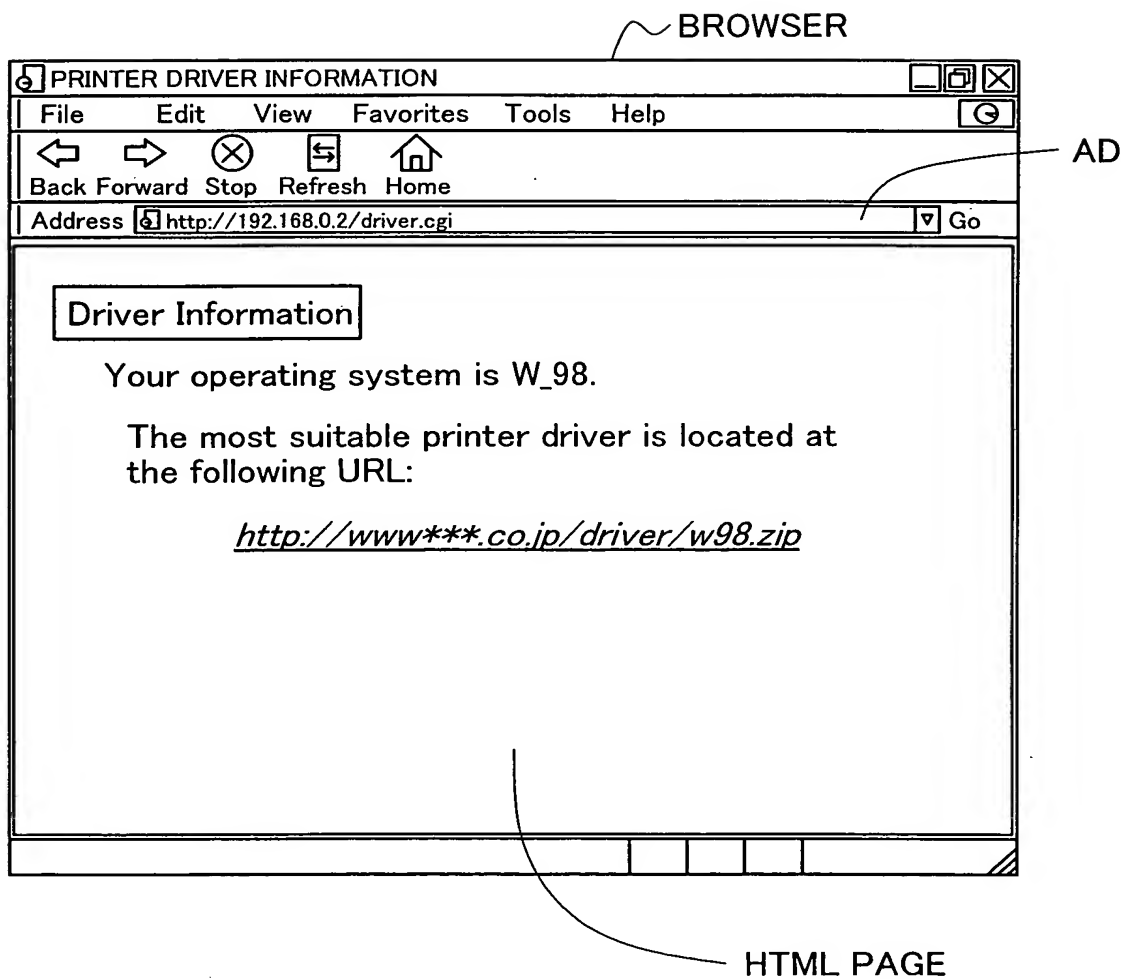 BROWSER
PRINTER DRIVER INFORMATION
File Edit View Favorites Tools Help
AD
Back Forward Stop Refresh Home
Address http://192.168.0.2/driver.cgi Go
Driver Information
Your operating system is W_98.
The most suitable printer driver is located at
the following URL:
http://www***.co.jp/driver/w98.zip
HTML PAGE